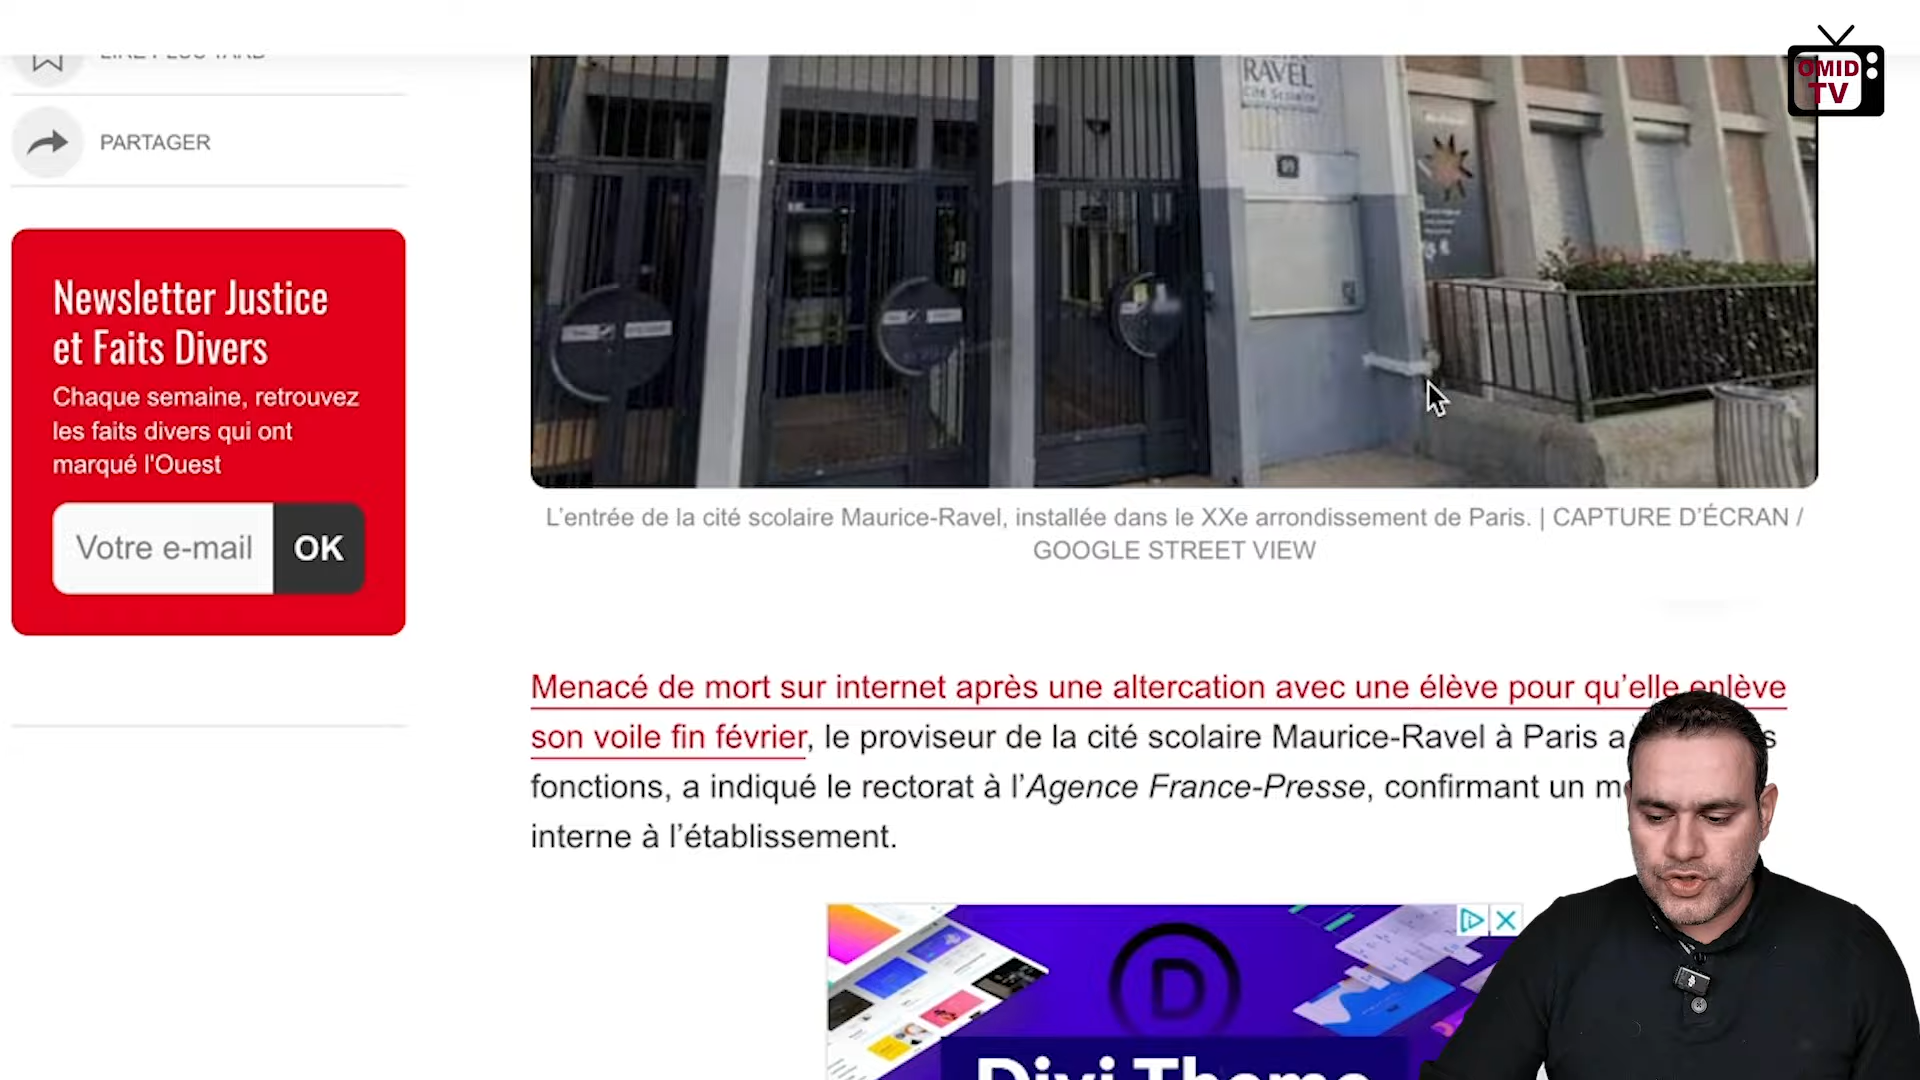 OMID
TV
PARTAGER
RAVEL
Cité Scolaire
Newsletter Justice
et Faits Divers
Chaque semaine, retrouvez
les faits divers qui ont
marqué l'Ouest
Votre e-mail
OK
L’entrée de la cité scolaire Maurice-Ravel, installée dans le XXe arrondissement de Paris. | CAPTURE D’ÉCRAN /
GOOGLE STREET VIEW
Menacé de mort sur internet après une altercation avec une élève pour qu’elle enlève
son voile fin février, le proviseur de la cité scolaire Maurice-Ravel à Paris a
fonctions, a indiqué le rectorat à l’Agence France-Presse, confirmant un
interne à l’établissement.
D
Divi Theme